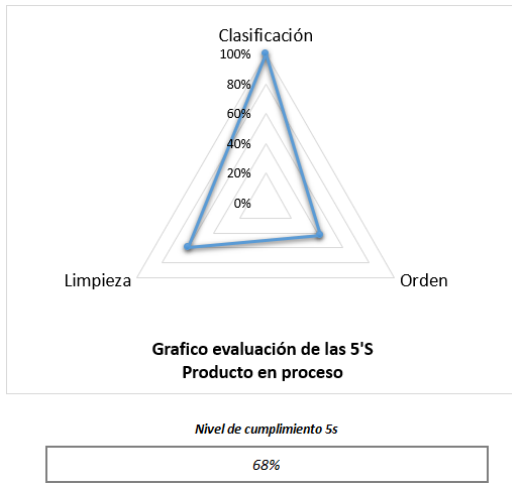 Clasificación
100%
80%
60%
40%
20%
0%
Limpieza
Orden
Grafico evaluación de las 5'S
Producto en proceso
Nivel de cumplimiento 5s
68%